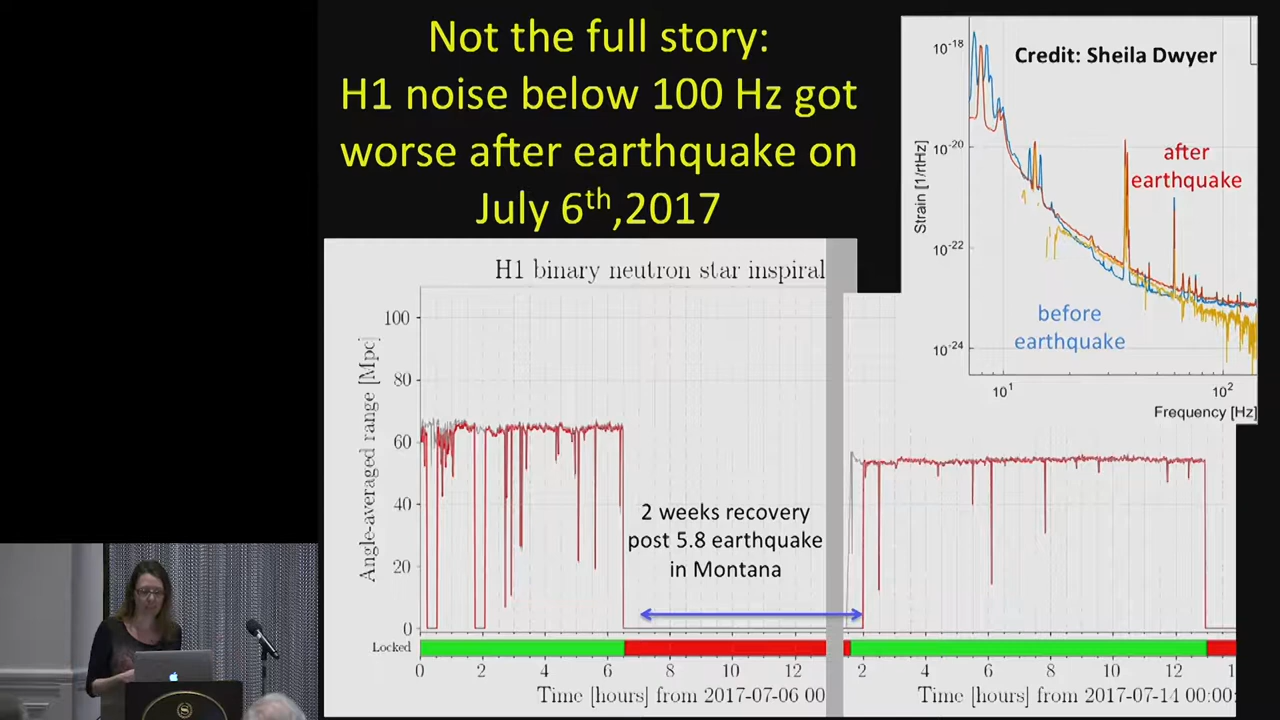 Not the full story:
H1 noise below 100 Hz got
worse after earthquake on
July 6th,2017
Credit: Sheila Dwyer
10-18
10-20
10-22
10-24
Strain [1/rtHz]
after
earthquake
before
earthquake
101
102
Frequency [Hz]
H1 binary neutron star inspiral
Angle-averaged range [Mpc]
100
80
60
40
20
0
2 weeks recovery
post 5.8 earthquake
in Montana
Locked
0 2 4 6 8 10 12
2 4 6 8 10 12
Time [hours] from 2017-07-06 00
Time [hours] from 2017-07-14 00:00: